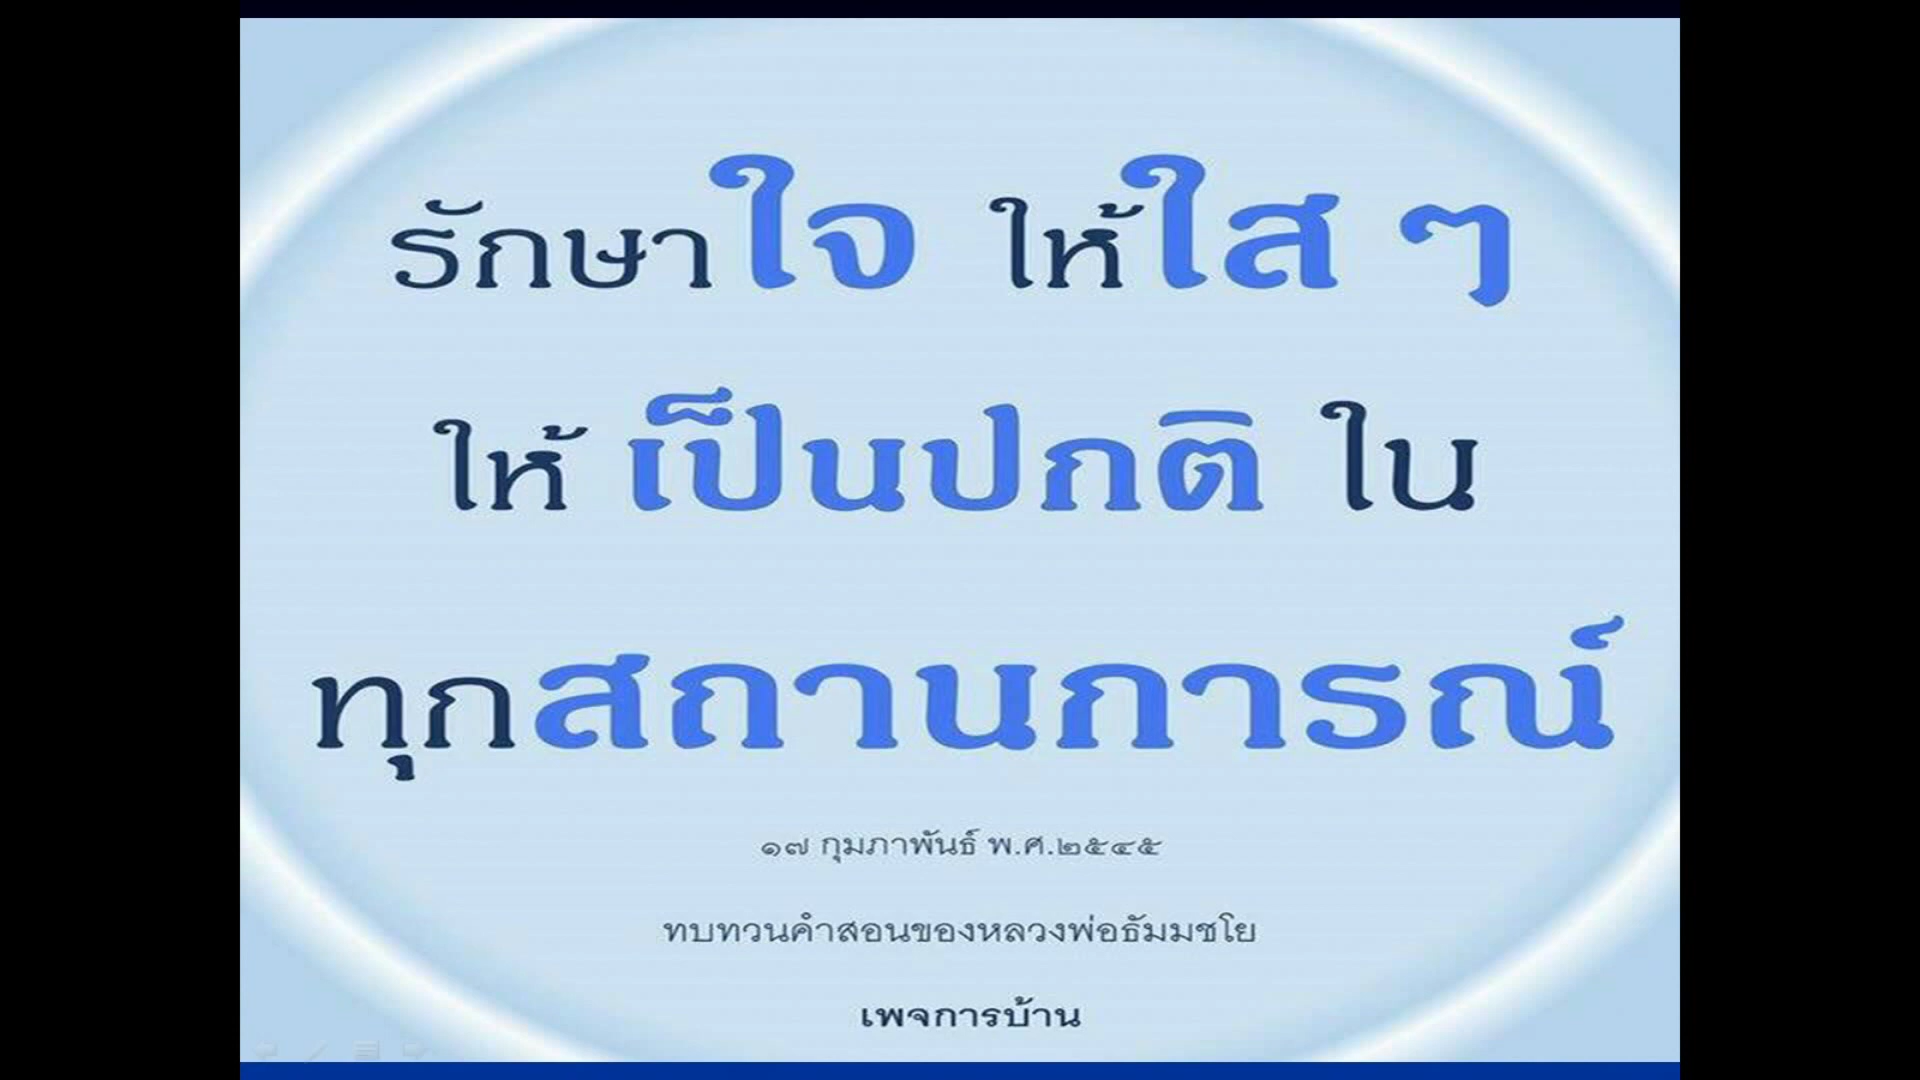 รักษาใจ ให้ใส ๆ
ให้ เป็นปกติ ใน
ทุกสถานการณ์
๑๗ กุมภาพันธ์ พ.ศ.๒๕๔๕
ทบทวนคำสอนของหลวงพ่อธัมมชโย
เพจการบ้าน